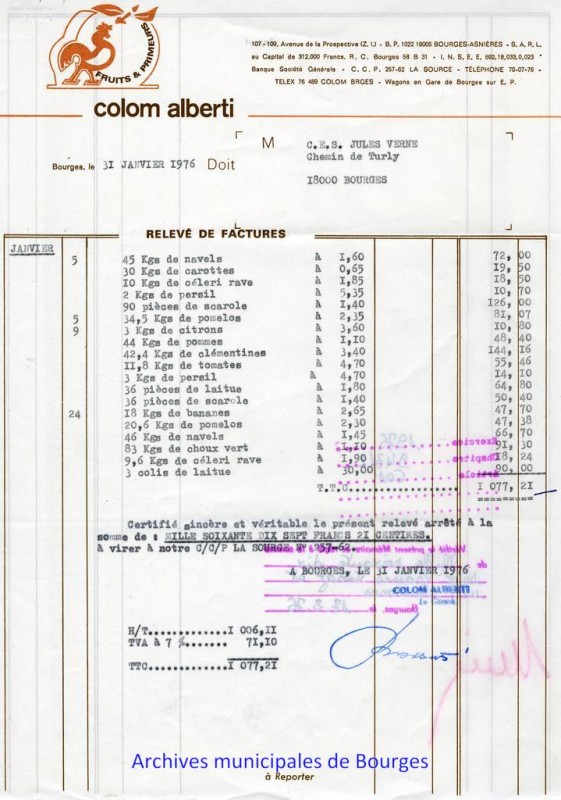 FRUITS & PRIMEURS
colom alberti
107-109, Avenue de la Prospective (Z. I.) - B. P. 1022 18005 BOURGES-ASNIÈRES - S. A. R. L.
au Capital de 312.000 Francs, R. C. Bourges 58 B 31 - I. N. S. E. E. 692.18.033.0.023
Banque Société Générale - C. C. P. 257-62 LA SOURCE - TÉLÉPHONE 70-07-76 -
TELEX 76 489 COLOM BRGES - Wagons en Gare de Bourges sur E. P.
M C.E.S. JULES VERNE
Chemin de Turly
18000 BOURGES
Bourges, le 31 JANVIER 1976 Doit
RELEVÉ DE FACTURES
JANVIER
5 45 Kgs de navels à 1,60 72, 00
30 Kgs de carottes à 0,65 19, 50
10 Kgs de céleri rave à 1,85 18, 50
2 Kgs de persil à 5,35 10, 70
90 pièces de scarole à 1,40 126, 00
5 34,5 Kgs de pomelos à 2,35 81, 07
9 3 Kgs de citrons à 3,60 10, 80
44 Kgs de pommes à 1,10 48, 40
42,4 Kgs de clémentines à 3,40 144, 16
11,8 Kgs de tomates à 4,70 55, 46
3 Kgs de persil à 4,70 14, 10
36 pièces de laitue à 1,80 64, 80
36 pièces de scarole à 1,40 50, 40
24 18 Kgs de bananes à 2,65 47, 70
20,6 Kgs de pomelos à 2,30 47, 38
46 Kgs de navels à 1,45 66, 70
83 Kgs de choux vert à 1,10 91, 30
9,6 Kgs de céleri rave à 1,90 18, 24
3 colis de laitue à 30,00 90, 00
T.T.C. 1 077, 21
Exercice 1976
Chapitre
Article
Certifié sincère et véritable le présent relevé arrêté à la
somme de : MILLE SOIXANTE DIX SEPT FRANCS 21 CENTIMES.
à virer à notre C/C/P LA SOURCE N° 257-62.
Vérifié le présent Mémoire
A BOURGES, LE 31 JANVIER 1976
COLOM ALBERTI
Bourges, le
H/T.............1 006,11
TVA à 7 %....... 71,10
TTC.............1 077,21
Archives municipales de Bourges
à Reporter